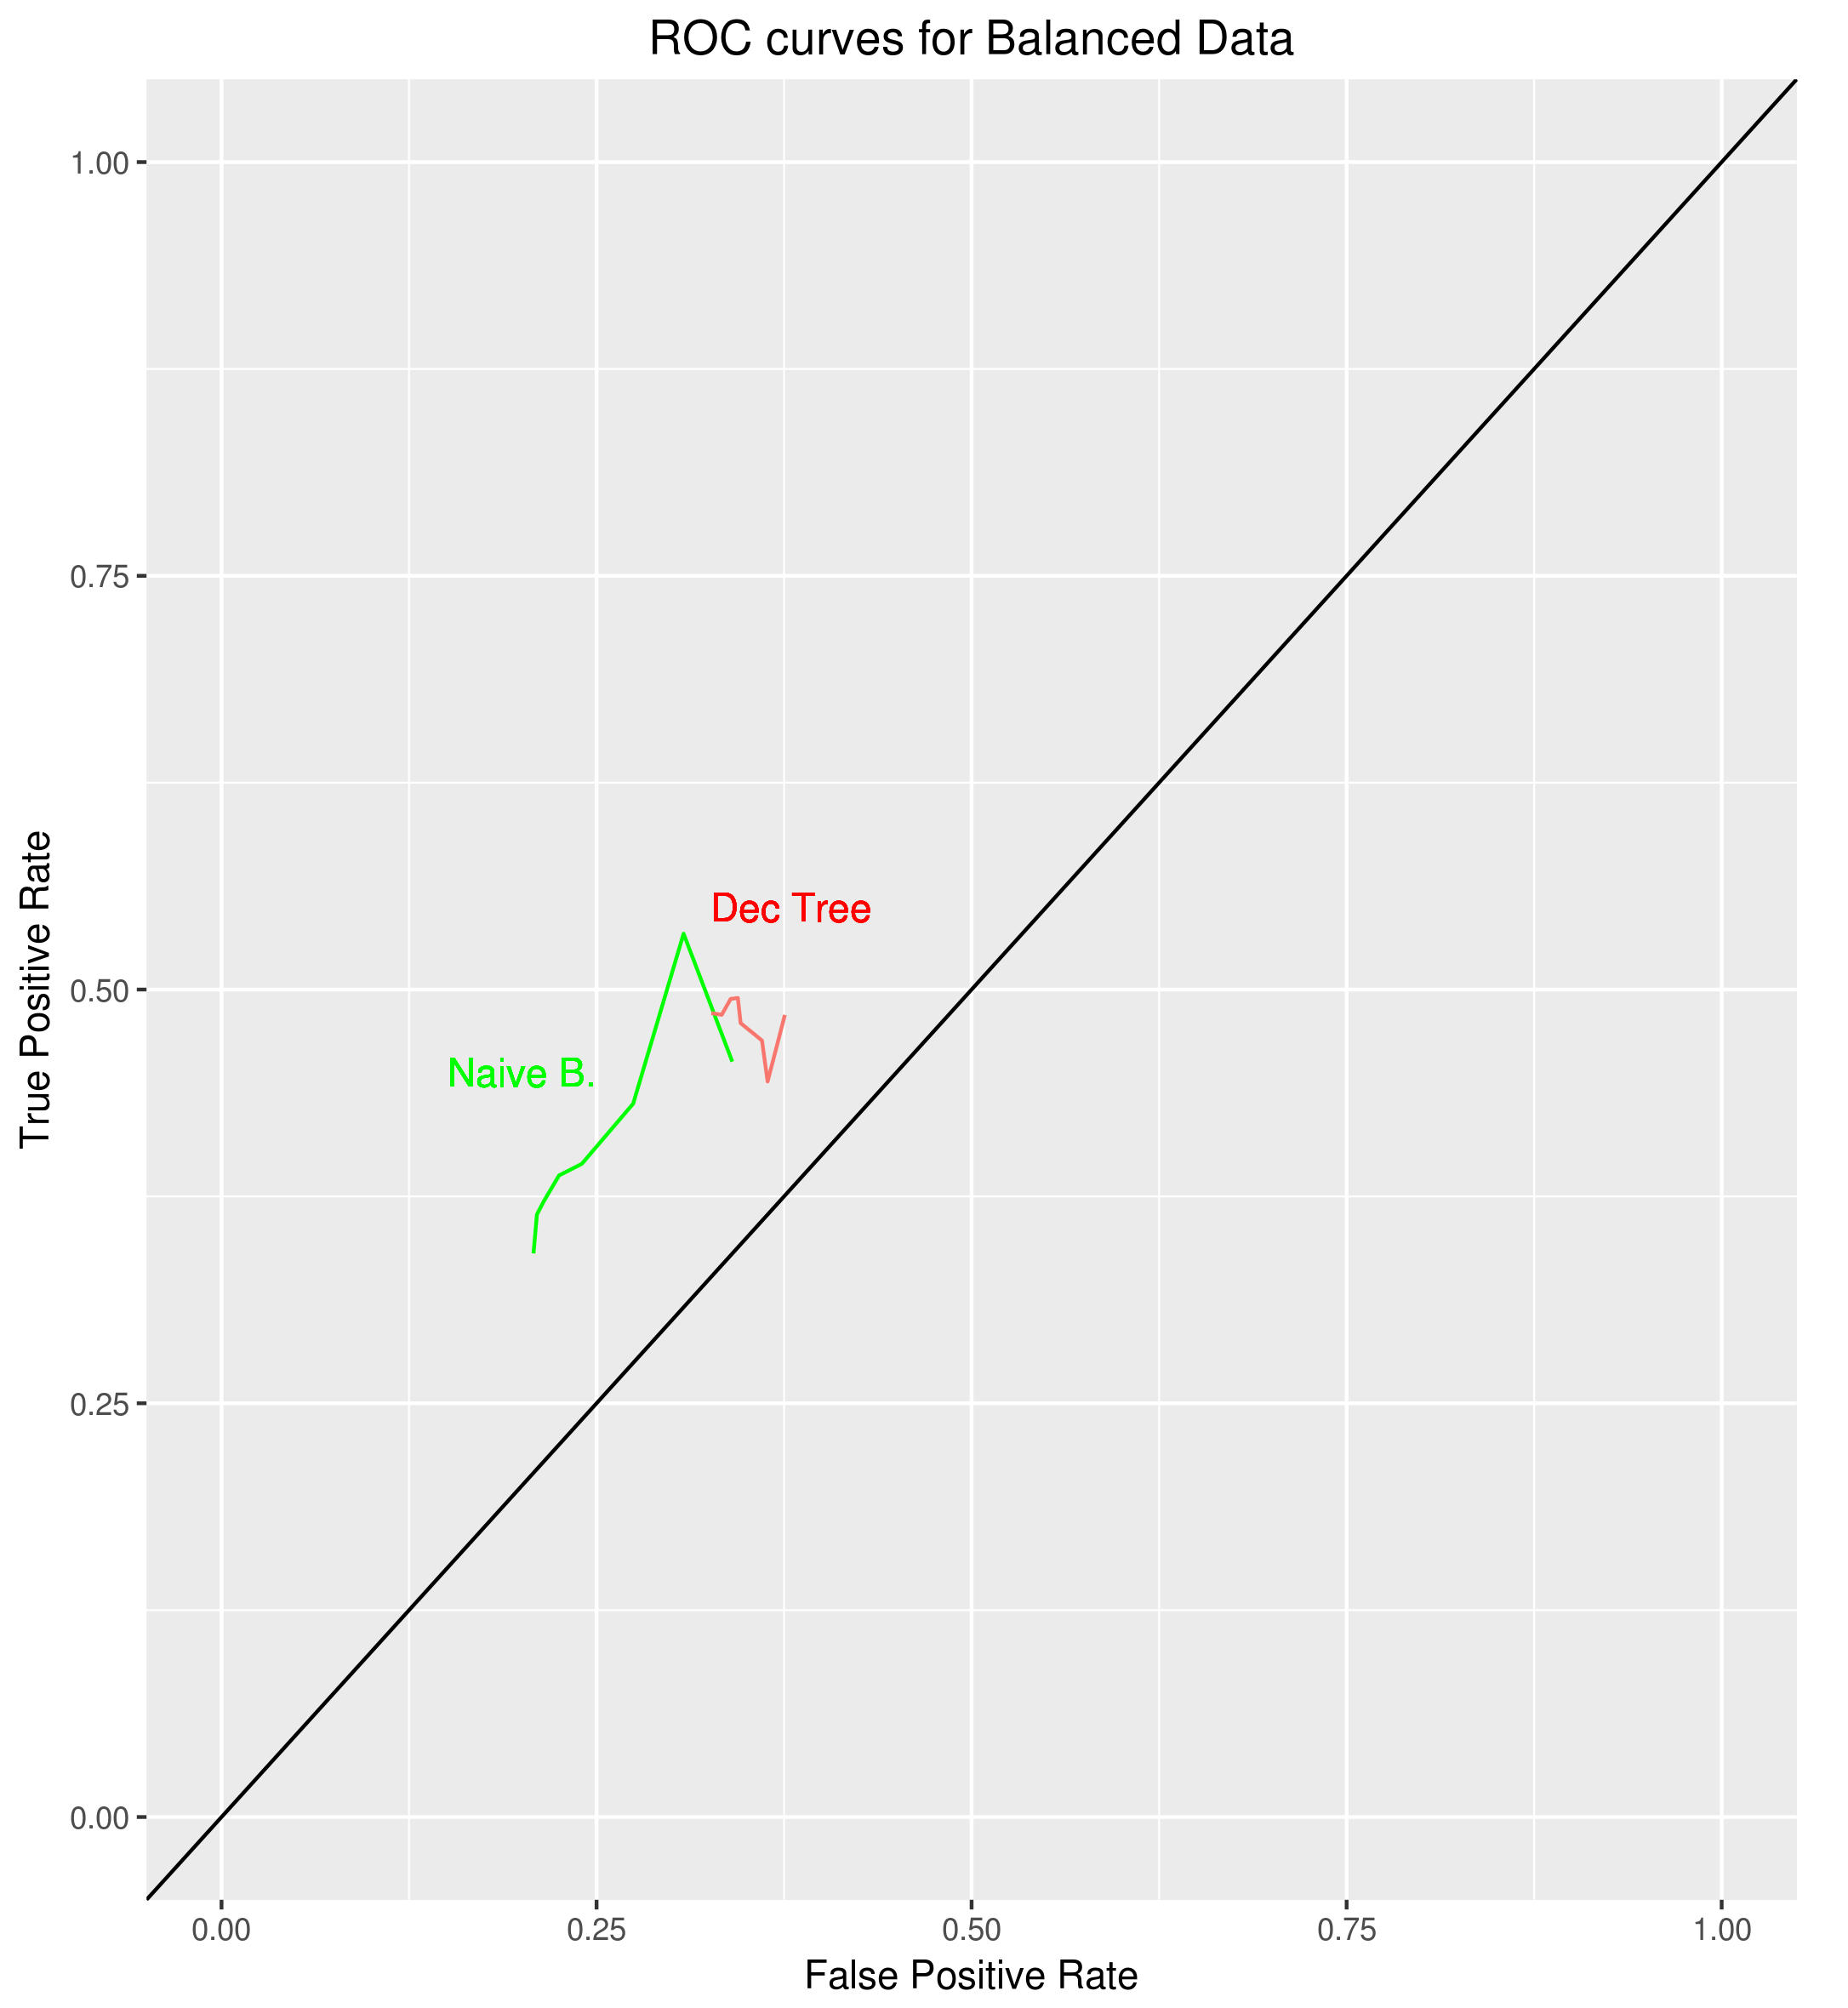 ROC curves for Balanced Data
True Positive Rate
1.00
0.75
0.50
0.25
0.00
Dec Tree
Naive B.
0.00 0.25 0.50 0.75 1.00
False Positive Rate